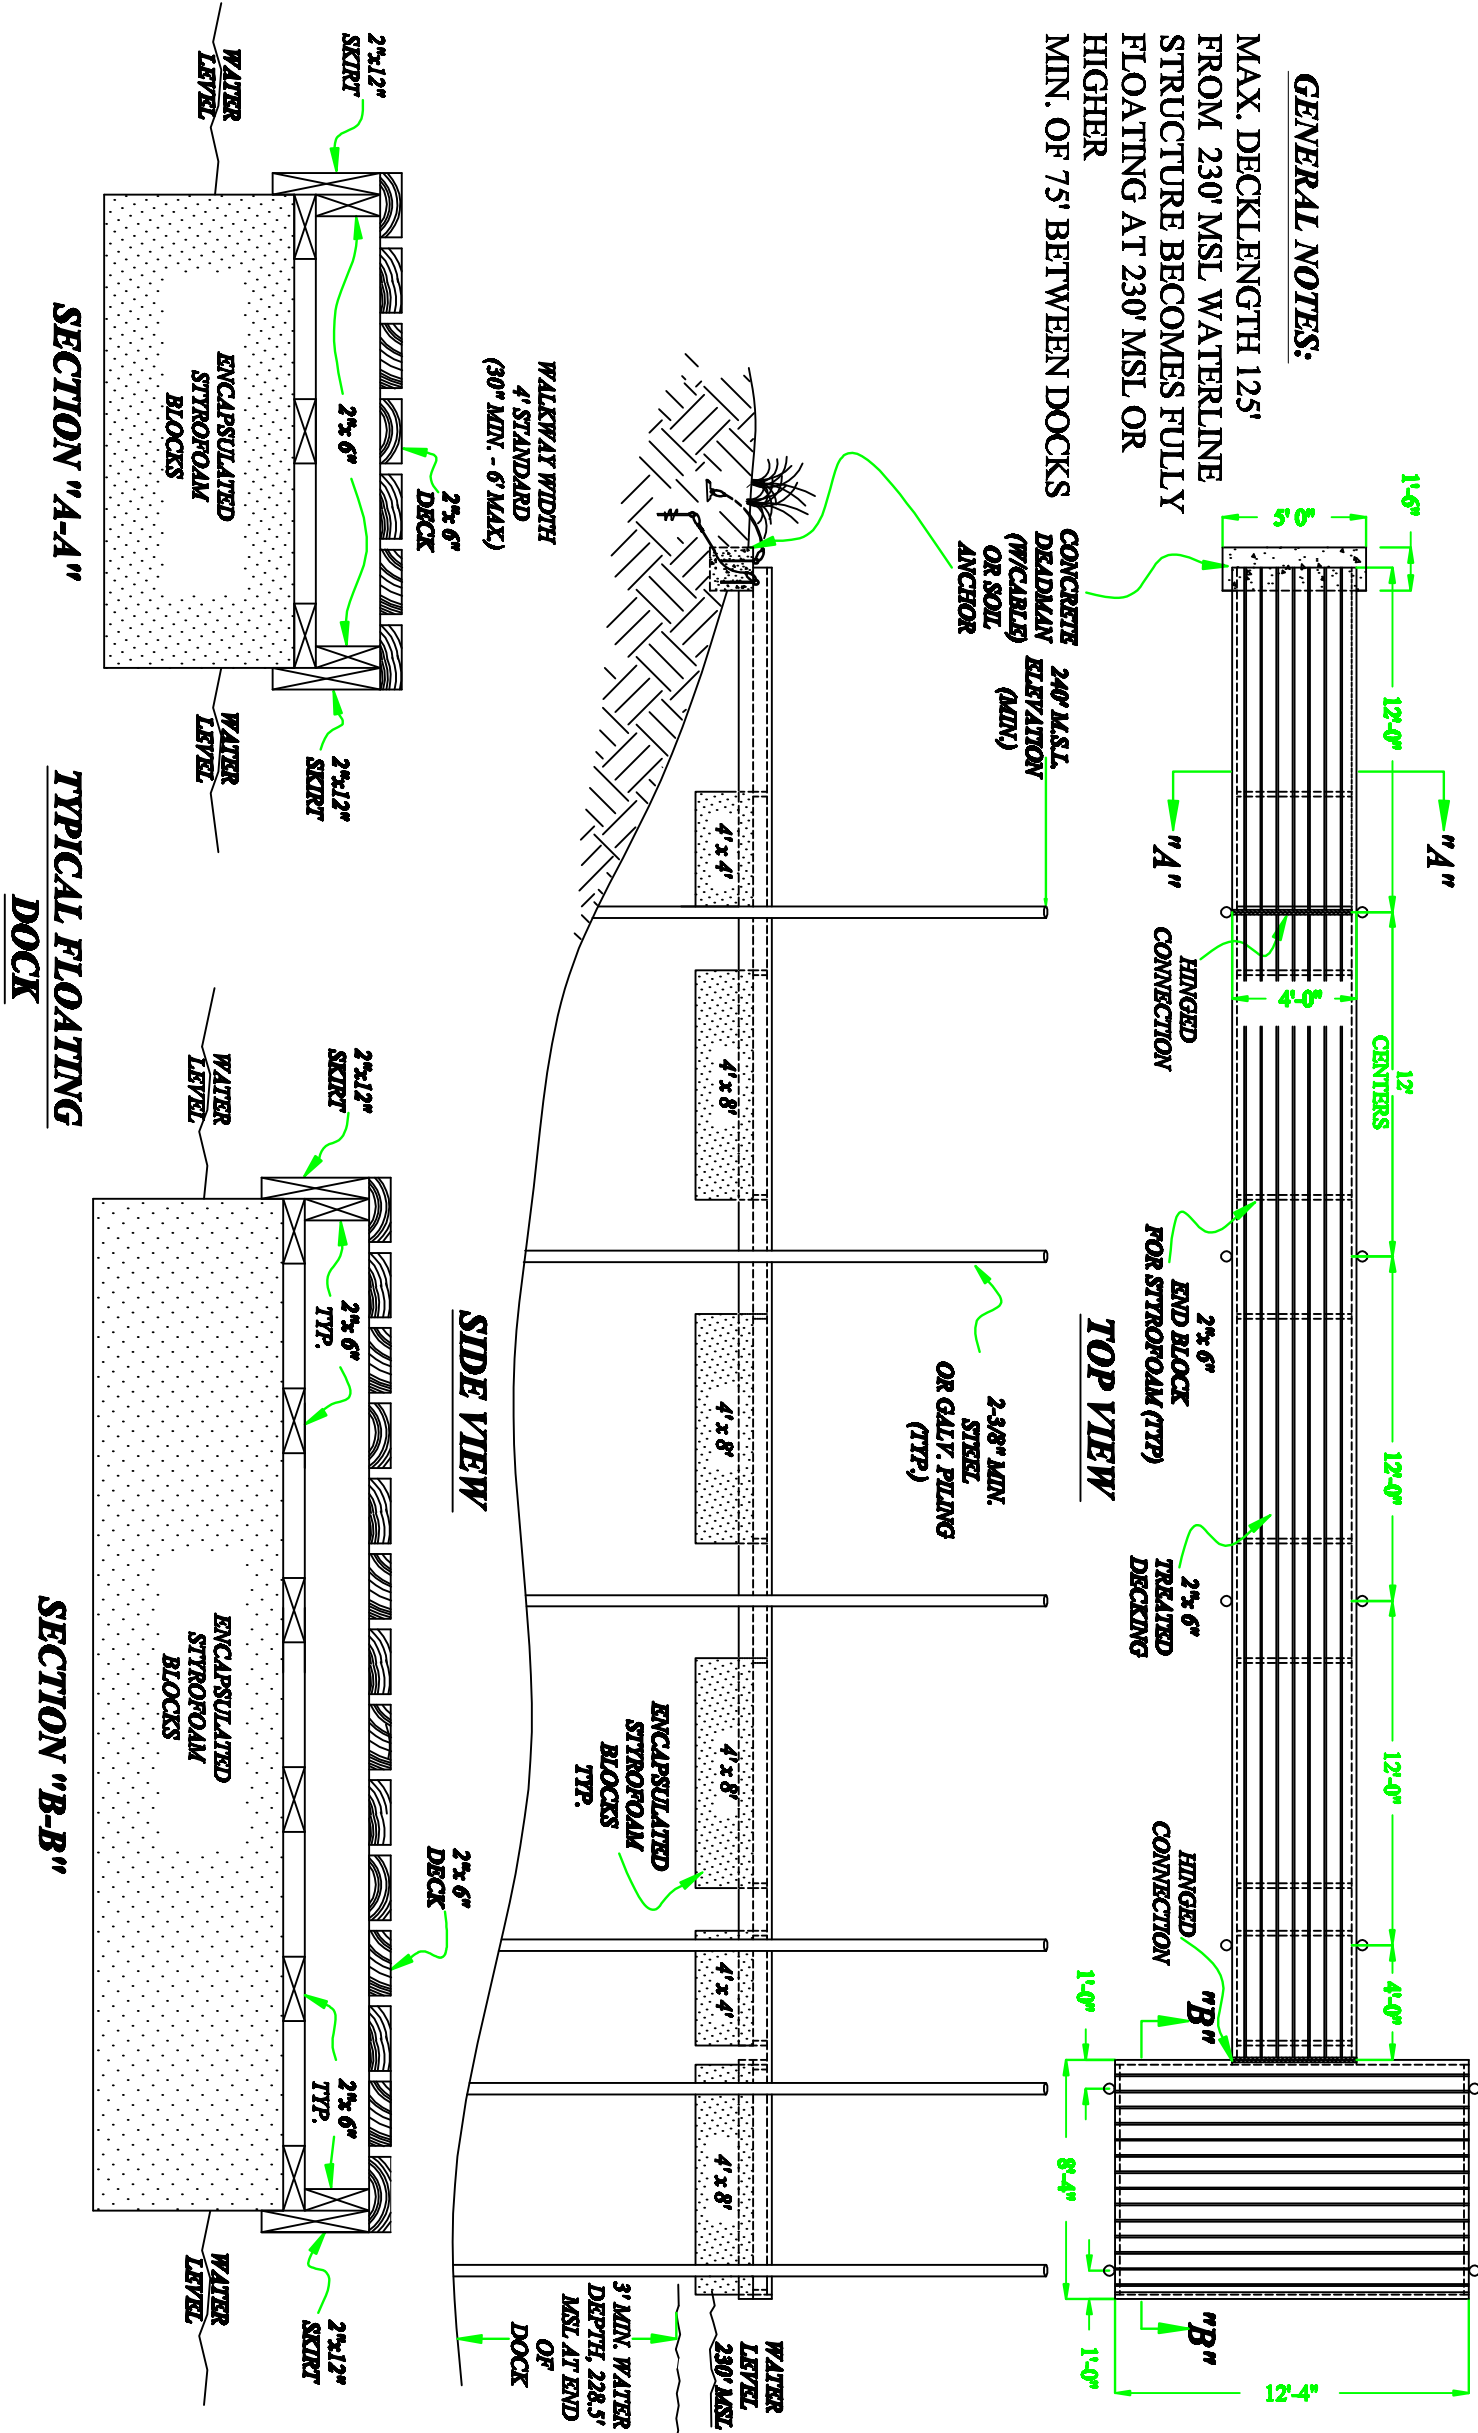 GENERAL NOTES:
MAX. DECKLENGTH 125'
FROM 230' MSL WATERLINE
STRUCTURE BECOMES FULLY
FLOATING AT 230' MSL OR
HIGHER
MIN. OF 75' BETWEEN DOCKS
1'-6"
5' 0"
12'-0"
"A"
"A"
HINGED
CONNECTION
4'-0"
12'
CENTERS
2"x 6"
END BLOCK
FOR STYROFOAM (TYP)
12'-0"
2"x 6"
TREATED
DECKING
12'-0"
HINGED
CONNECTION
4'-0"
1'-0"
"B"
8'-4"
"B"
1'-0"
12'-4"
TOP VIEW
CONCRETE
DEADMAN
(W/CABLE)
OR SOIL
ANCHOR
240' M.S.L.
ELEVATION
(MIN.)
2-3/8" MIN.
STEEL
OR GALV. PILING
(TYP.)
4' x 4'
4' x 8'
4' x 8'
4' x 8'
4' x 4'
4' x 8'
ENCAPSULATED
STYROFOAM
BLOCKS
TYP.
WATER
LEVEL
230' MSL
3' MIN. WATER
DEPTH, 228.5'
MSL AT END
OF
DOCK
SIDE VIEW
WALKWAY WIDTH
4' STANDARD
(30" MIN. - 6' MAX.)
2"x 6"
DECK
2"x12"
SKIRT
2"x 6"
2"x12"
SKIRT
WATER
LEVEL
WATER
LEVEL
ENCAPSULATED
STYROFOAM
BLOCKS
SECTION "A-A"
2"x 6"
DECK
2"x12"
SKIRT
2"x 6"
TYP.
2"x 6"
TYP.
2"x12"
SKIRT
WATER
LEVEL
WATER
LEVEL
ENCAPSULATED
STYROFOAM
BLOCKS
SECTION "B-B"
TYPICAL FLOATING
DOCK